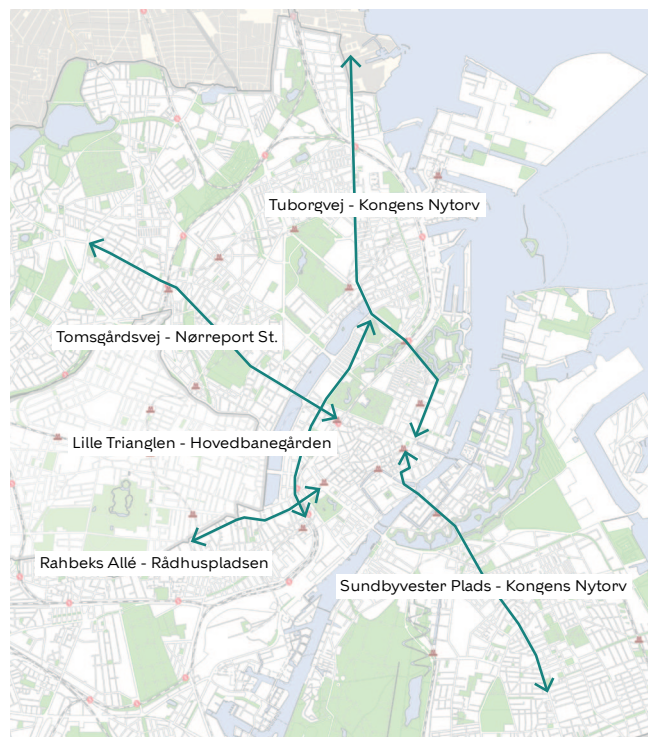 Tuborgvej - Kongens Nytorv
Tomsgårdsvej - Nørreport St.
Lille Trianglen - Hovedbanegården
Rahbeks Allé - Rådhuspladsen
Sundbyvester Plads - Kongens Nytorv